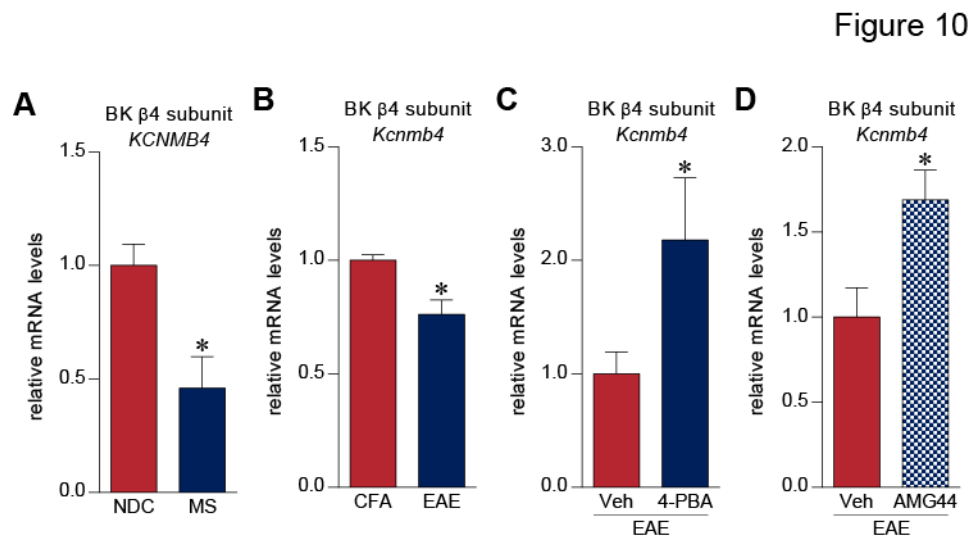 Figure 10
A
BK β4 subunit
KCNMB4
relative mRNA levels
1.5
1.0
0.5
0.0
*
NDC MS
B
BK β4 subunit
Kcnmb4
relative mRNA levels
1.5
1.0
0.5
0.0
*
CFA EAE
C
BK β4 subunit
Kcnmb4
relative mRNA levels
3.0
2.0
1.0
0.0
*
Veh 4-PBA
EAE
D
BK β4 subunit
Kcnmb4
relative mRNA levels
2.0
1.5
1.0
0.5
0.0
*
Veh AMG44
EAE